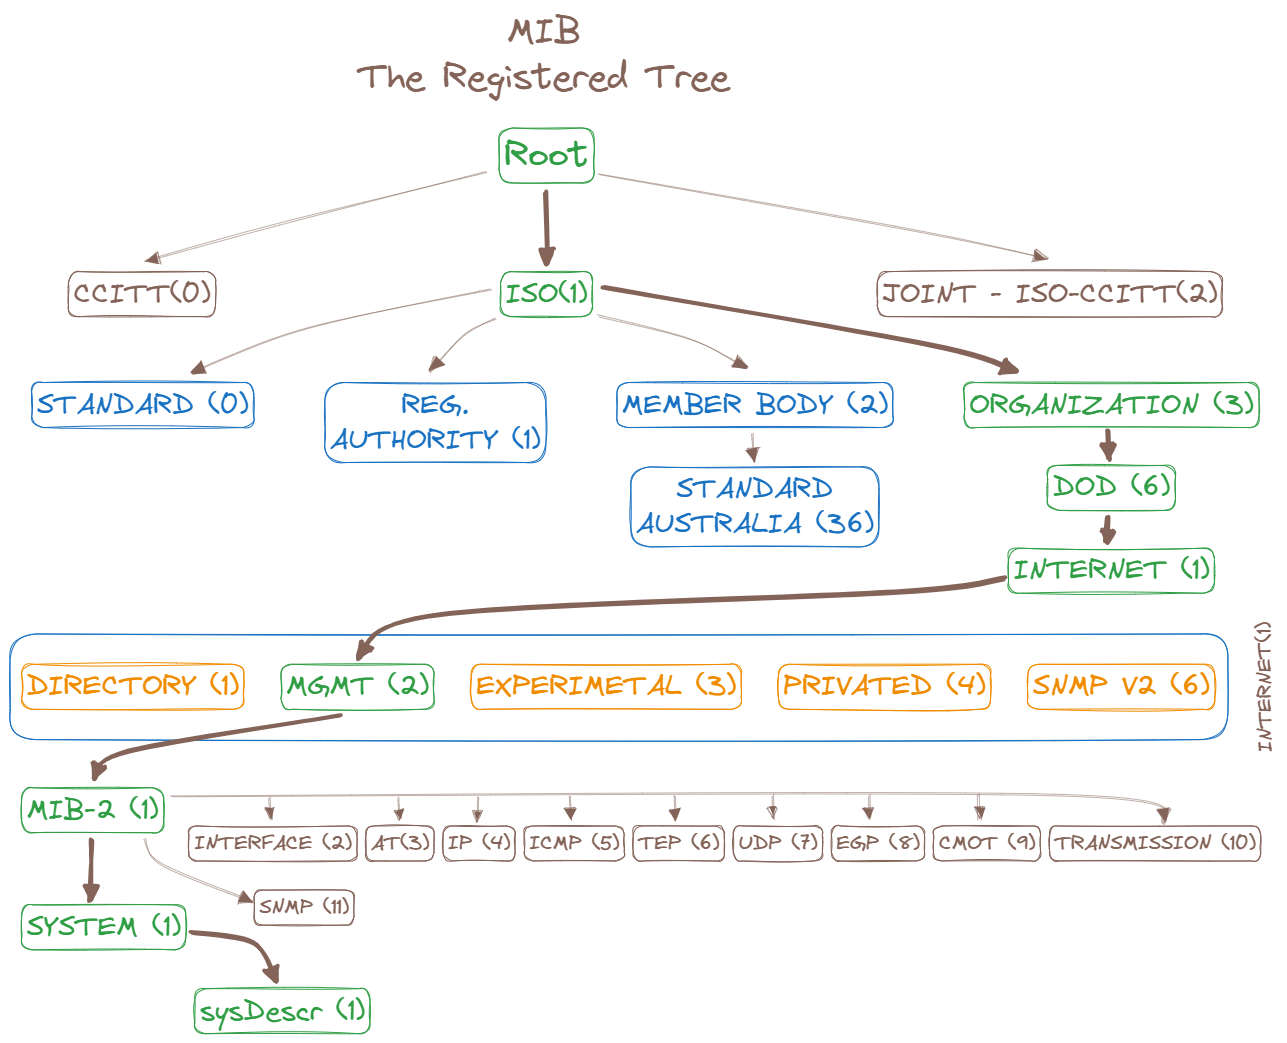 MIB
The Registered Tree
Root
CCITT(0)
ISO(1)
JOINT - ISO-CCITT(2)
STANDARD (0)
REG.
AUTHORITY (1)
MEMBER BODY (2)
ORGANIZATION (3)
STANDARD
AUSTRALIA (36)
DOD (6)
INTERNET (1)
INTERNET(1)
DIRECTORY (1)
MGMT (2)
EXPERIMETAL (3)
PRIVATED (4)
SNMP V2 (6)
MIB-2 (1)
INTERFACE (2)
AT(3)
IP (4)
ICMP (5)
TEP (6)
UDP (7)
EGP (8)
CMOT (9)
TRANSMISSION (10)
SNMP (11)
SYSTEM (1)
sysDescr (1)